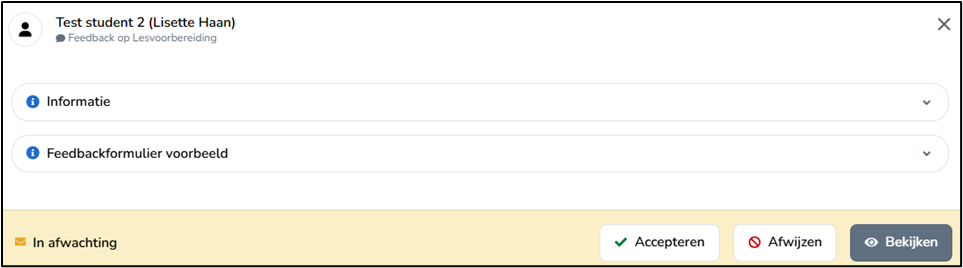 Test student 2 (Lisette Haan)
Feedback op Lesvoorbereiding
Informatie
Feedbackformulier voorbeeld
In afwachting
Accepteren
Afwijzen
Bekijken